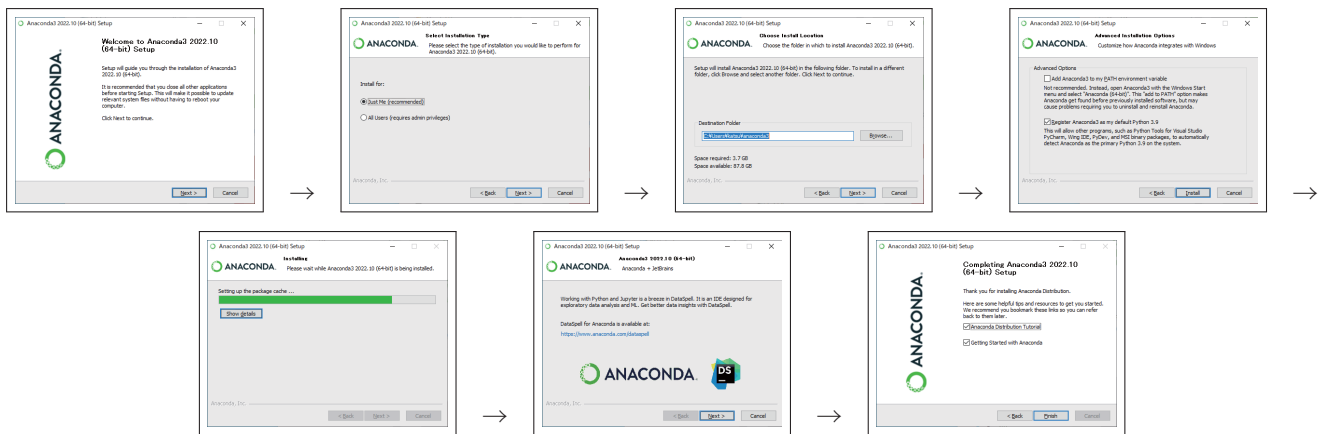 Anaconda3 2022.10 (64-bit) Setup
ANACONDA.
Welcome to Anaconda3 2022.10
(64-bit) Setup
Setup will guide you through the installation of Anaconda3
2022.10 (64-bit).
It is recommended that you close all other applications
before starting Setup. This will make it possible to update
relevant system files without having to reboot your
computer.
Click Next to continue.
Next > Cancel
→
Anaconda3 2022.10 (64-bit) Setup
ANACONDA.
Select Installation Type
Please select the type of installation you would like to perform for
Anaconda3 2022.10 (64-bit).
Install for:
Just Me (recommended)
All Users (requires admin privileges)
Anaconda, Inc.
< Back Next > Cancel
→
Anaconda3 2022.10 (64-bit) Setup
ANACONDA.
Choose Install Location
Choose the folder in which to install Anaconda3 2022.10 (64-bit).
Setup will install Anaconda3 2022.10 (64-bit) in the following folder. To install in a different
folder, click Browse and select another folder. Click Next to continue.
Destination Folder
C:¥Users¥katsu¥anaconda3 Browse...
Space required: 3.7 GB
Space available: 87.8 GB
Anaconda, Inc.
< Back Next > Cancel
→
Anaconda3 2022.10 (64-bit) Setup
ANACONDA.
Advanced Installation Options
Customize how Anaconda integrates with Windows
Advanced Options
Add Anaconda3 to my PATH environment variable
Not recommended. Instead, open Anaconda3 with the Windows Start
menu and select "Anaconda (64-bit)". This "add to PATH" option makes
Anaconda get found before previously installed software, but may
cause problems requiring you to uninstall and reinstall Anaconda.
Register Anaconda3 as my default Python 3.9
This will allow other programs, such as Python Tools for Visual Studio
PyCharm, Wing IDE, PyDev, and MSI binary packages, to automatically
detect Anaconda as the primary Python 3.9 on the system.
Anaconda, Inc.
< Back Install Cancel
→
Anaconda3 2022.10 (64-bit) Setup
ANACONDA.
Installing
Please wait while Anaconda3 2022.10 (64-bit) is being installed.
Setting up the package cache ...
Show details
Anaconda, Inc.
< Back Next > Cancel
→
Anaconda3 2022.10 (64-bit) Setup
ANACONDA.
Anaconda3 2022.10 (64-bit)
Anaconda + JetBrains
Working with Python and Jupyter is a breeze in DataSpell. It is an IDE designed for
exploratory data analysis and ML. Get better data insights with DataSpell.
DataSpell for Anaconda is available at:
https://www.anaconda.com/dataspell
ANACONDA. DS
Anaconda, Inc.
< Back Next > Cancel
→
Anaconda3 2022.10 (64-bit) Setup
ANACONDA.
Completing Anaconda3 2022.10
(64-bit) Setup
Thank you for installing Anaconda Distribution.
Here are some helpful tips and resources to get you started.
We recommend you bookmark these links so you can refer
back to them later.
Anaconda Distribution Tutorial
Getting Started with Anaconda
< Back Finish Cancel